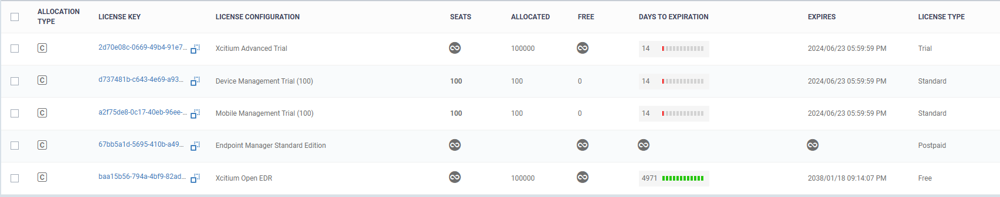 ALLOCATION TYPE LICENSE KEY LICENSE CONFIGURATION SEATS ALLOCATED FREE DAYS TO EXPIRATION EXPIRES LICENSE TYPE
C 2d70e08c-0669-49b4-91e7... Xcitium Advanced Trial ∞ 100000 ∞ 14 2024/06/23 05:59:59 PM Trial
C d737481b-c643-4e69-a93... Device Management Trial (100) 100 100 0 14 2024/06/23 05:59:59 PM Standard
C a2f75de8-0c17-40eb-96ee-... Mobile Management Trial (100) 100 100 0 14 2024/06/23 05:59:59 PM Standard
C 67bb5a1d-5695-410b-a49... Endpoint Manager Standard Edition ∞ ∞ ∞ ∞ Postpaid
C baa15b56-794a-4bf9-82ad... Xcitium Open EDR ∞ 100000 ∞ 4971 2038/01/18 09:14:07 PM Free